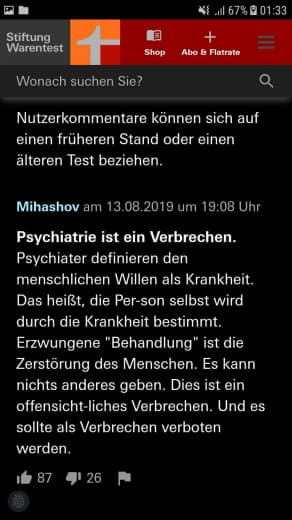 67% 01:33
Stiftung
Warentest
Shop
Abo & Flatrate
Wonach suchen Sie?
Nutzerkommentare können sich auf
einen früheren Stand oder einen
älteren Test beziehen.
Mihashov am 13.08.2019 um 19:08 Uhr
Psychiatrie ist ein Verbrechen.
Psychiater definieren den
menschlichen Willen als Krankheit.
Das heißt, die Per-son selbst wird
durch die Krankheit bestimmt.
Erzwungene "Behandlung" ist die
Zerstörung des Menschen. Es kann
nichts anderes geben. Dies ist ein
offensicht-liches Verbrechen. Und es
sollte als Verbrechen verboten
werden.
87 26